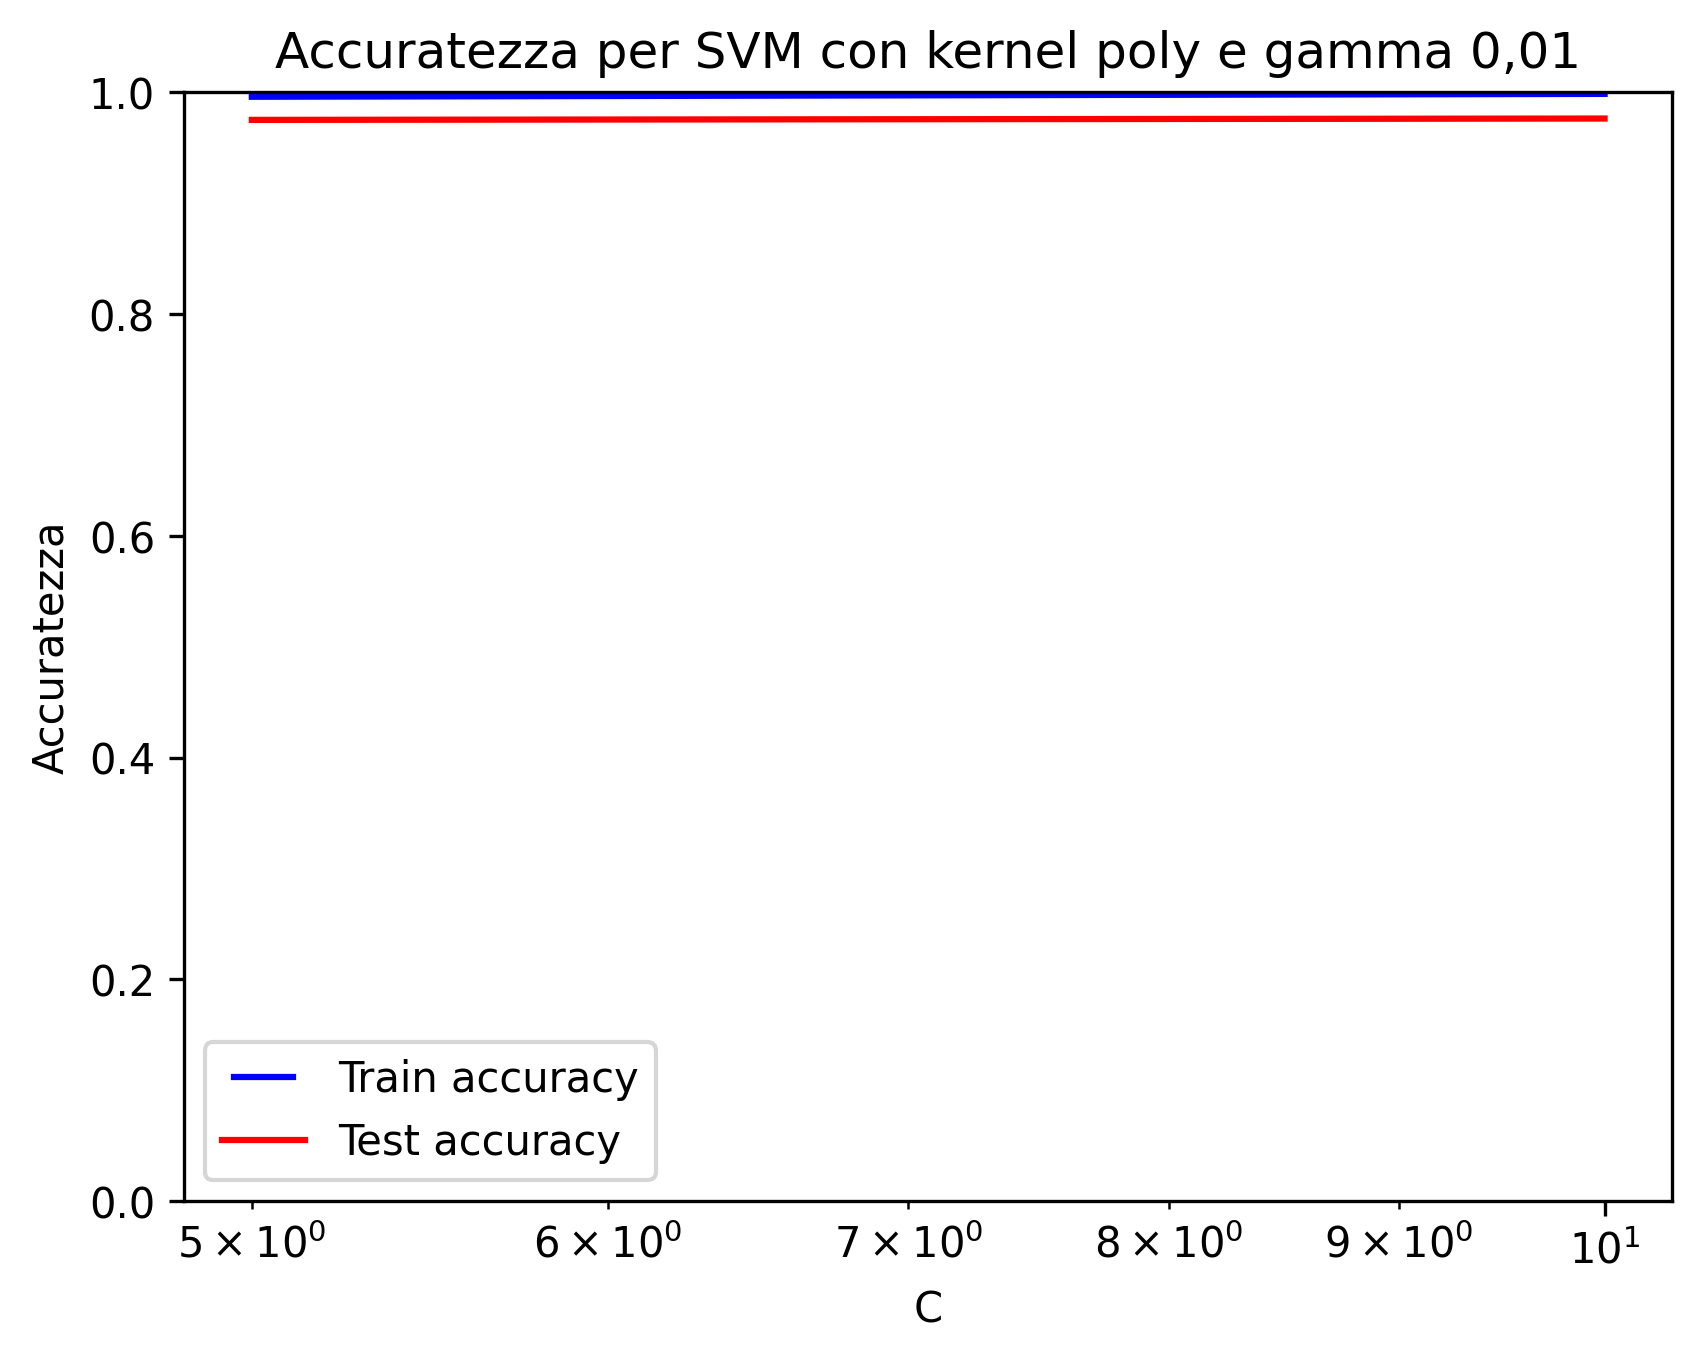 Accuratezza per SVM con kernel poly e gamma 0,01
1.0
0.8
0.6
0.4
0.2
0.0
Accuratezza
Train accuracy
Test accuracy
5 × 10⁰ 6 × 10⁰ 7 × 10⁰ 8 × 10⁰ 9 × 10⁰ 10¹
C